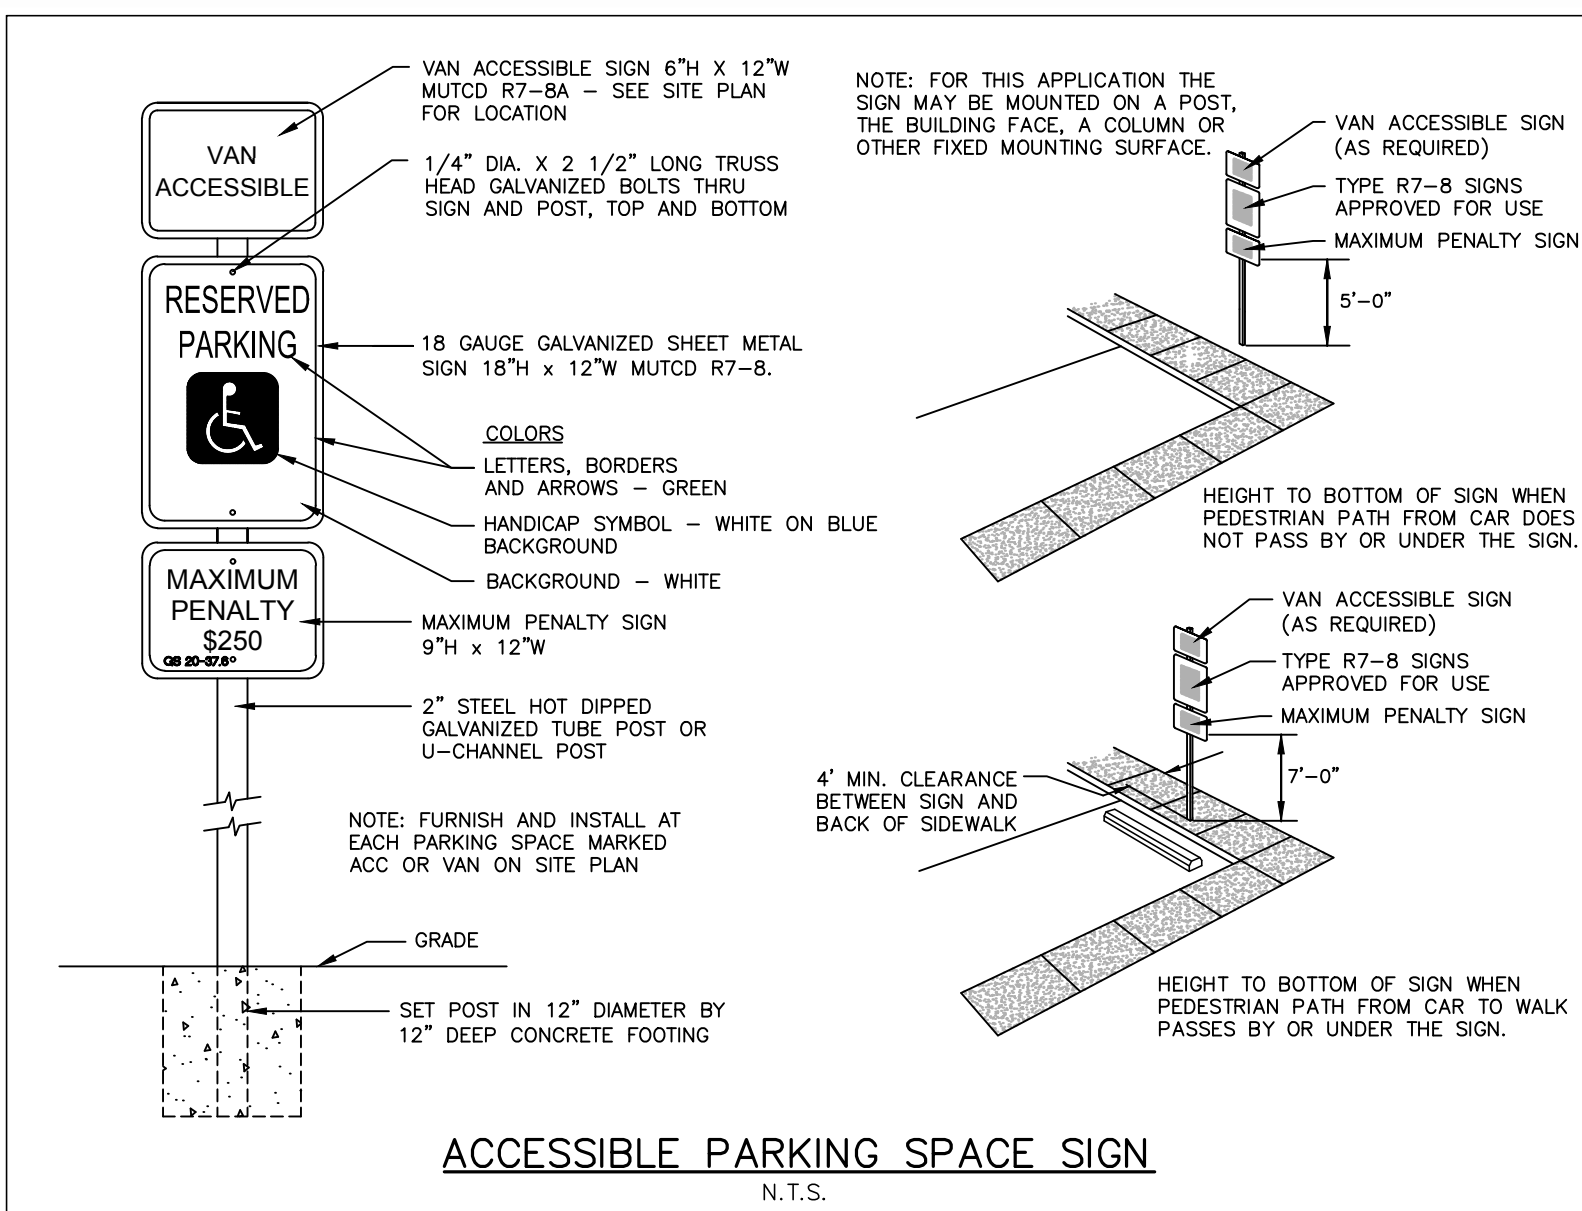 VAN
ACCESSIBLE
RESERVED
PARKING
MAXIMUM
PENALTY
$250
GS 20-37.6
VAN ACCESSIBLE SIGN 6"H X 12"W
MUTCD R7-8A – SEE SITE PLAN
FOR LOCATION
1/4" DIA. X 2 1/2" LONG TRUSS
HEAD GALVANIZED BOLTS THRU
SIGN AND POST, TOP AND BOTTOM
18 GAUGE GALVANIZED SHEET METAL
SIGN 18"H x 12"W MUTCD R7-8.
COLORS
LETTERS, BORDERS
AND ARROWS – GREEN
HANDICAP SYMBOL – WHITE ON BLUE
BACKGROUND
BACKGROUND – WHITE
MAXIMUM PENALTY SIGN
9"H x 12"W
2" STEEL HOT DIPPED
GALVANIZED TUBE POST OR
U-CHANNEL POST
NOTE: FURNISH AND INSTALL AT
EACH PARKING SPACE MARKED
ACC OR VAN ON SITE PLAN
GRADE
SET POST IN 12" DIAMETER BY
12" DEEP CONCRETE FOOTING
NOTE: FOR THIS APPLICATION THE
SIGN MAY BE MOUNTED ON A POST,
THE BUILDING FACE, A COLUMN OR
OTHER FIXED MOUNTING SURFACE.
VAN ACCESSIBLE SIGN
(AS REQUIRED)
TYPE R7-8 SIGNS
APPROVED FOR USE
MAXIMUM PENALTY SIGN
5'-0"
HEIGHT TO BOTTOM OF SIGN WHEN
PEDESTRIAN PATH FROM CAR DOES
NOT PASS BY OR UNDER THE SIGN.
VAN ACCESSIBLE SIGN
(AS REQUIRED)
TYPE R7-8 SIGNS
APPROVED FOR USE
MAXIMUM PENALTY SIGN
7'-0"
4' MIN. CLEARANCE
BETWEEN SIGN AND
BACK OF SIDEWALK
HEIGHT TO BOTTOM OF SIGN WHEN
PEDESTRIAN PATH FROM CAR TO WALK
PASSES BY OR UNDER THE SIGN.
ACCESSIBLE PARKING SPACE SIGN
N.T.S.